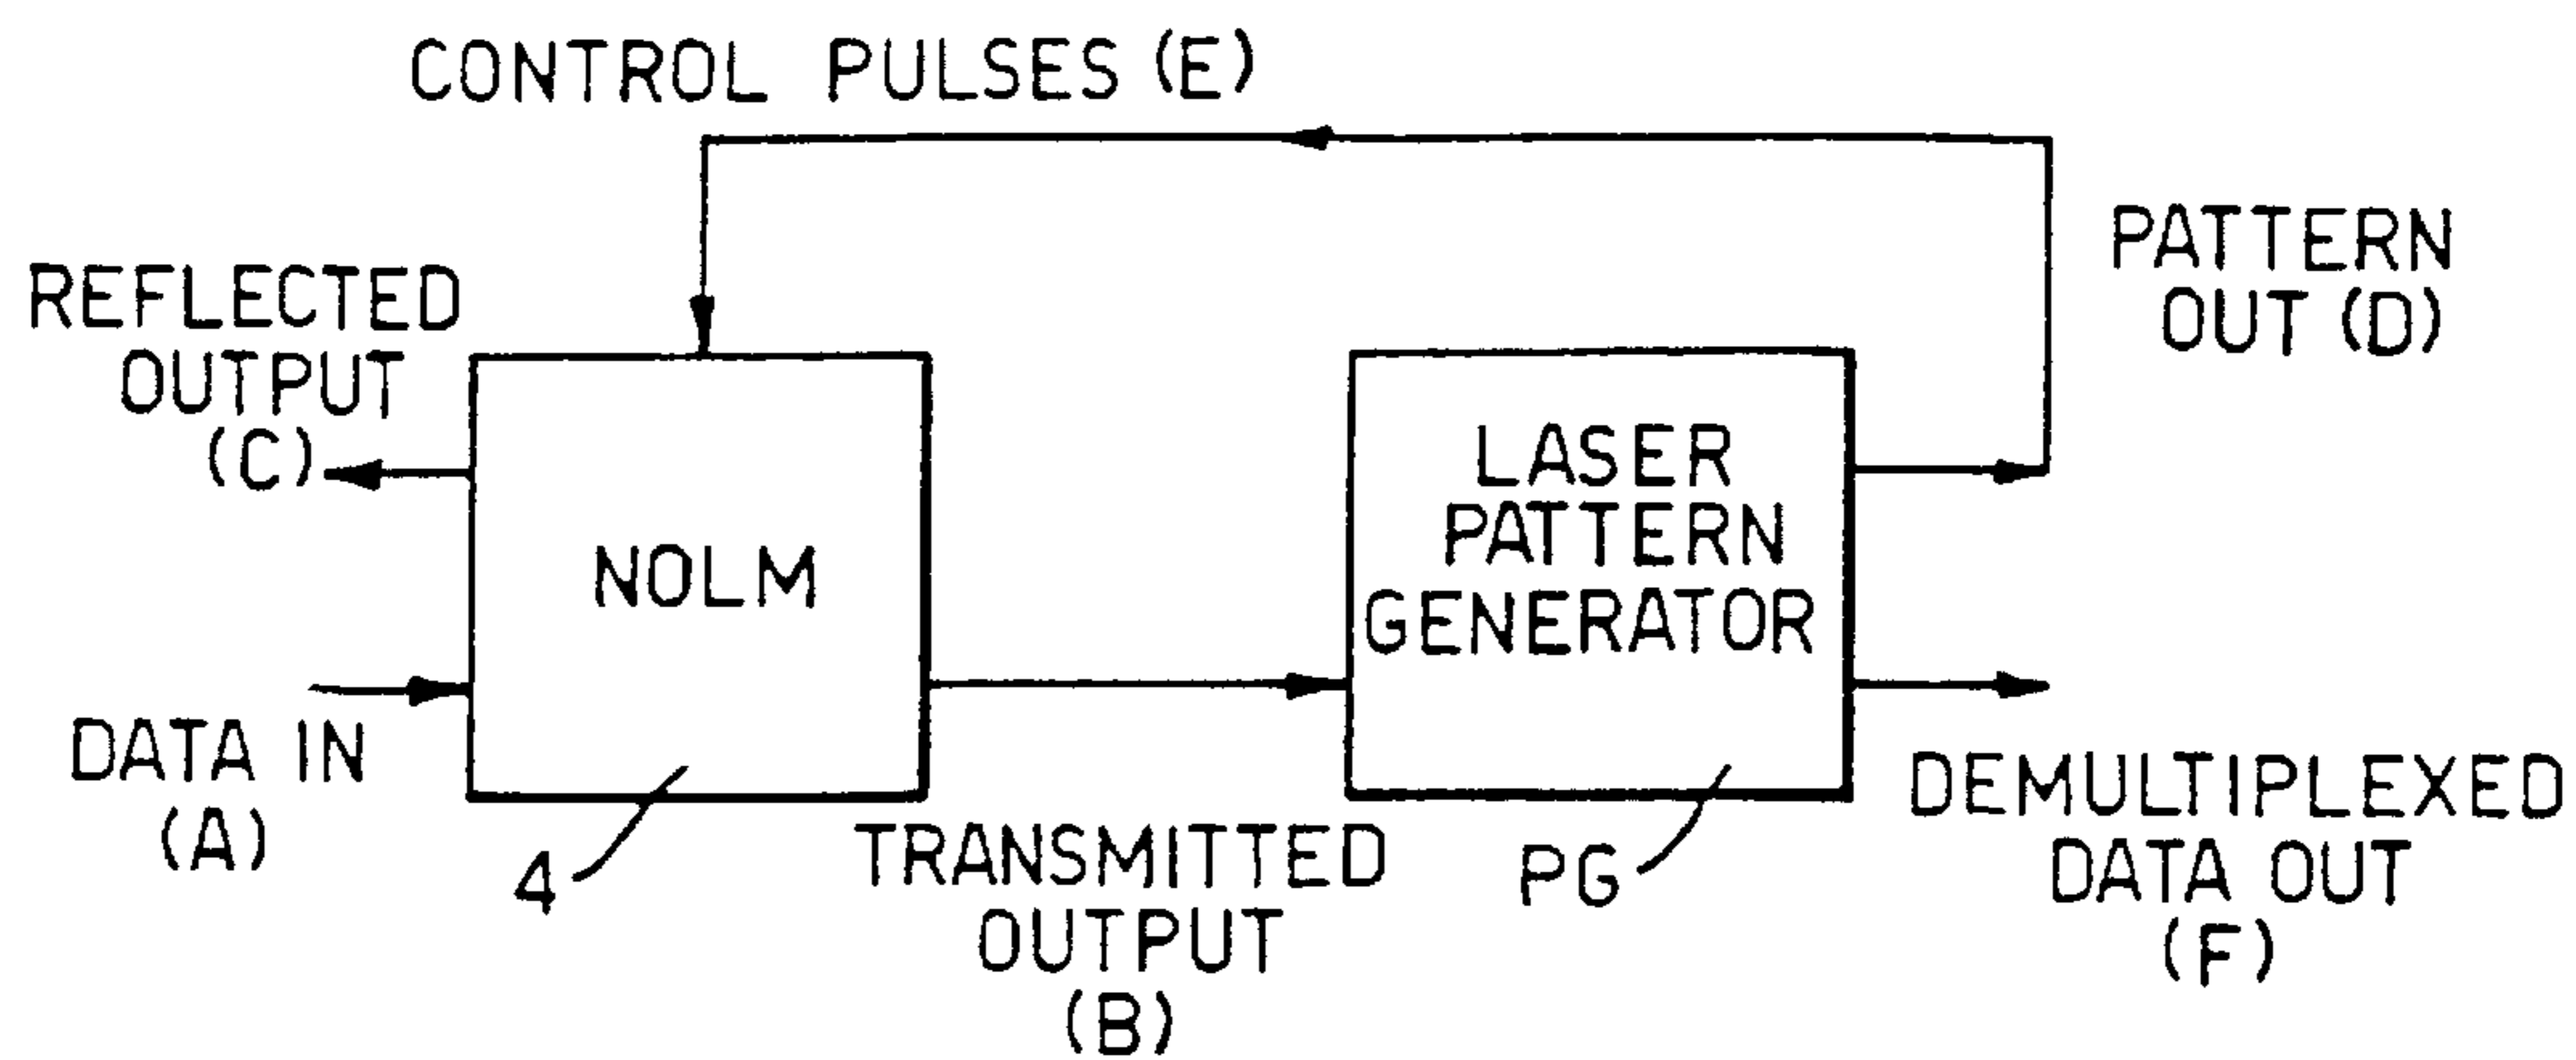 CONTROL PULSES (E)
PATTERN
OUT (D)
REFLECTED
OUTPUT
(C)
NOLM
LASER
PATTERN
GENERATOR
DATA IN
(A)
4
TRANSMITTED
OUTPUT
(B)
PG
DEMULTIPLEXED
DATA OUT
(F)